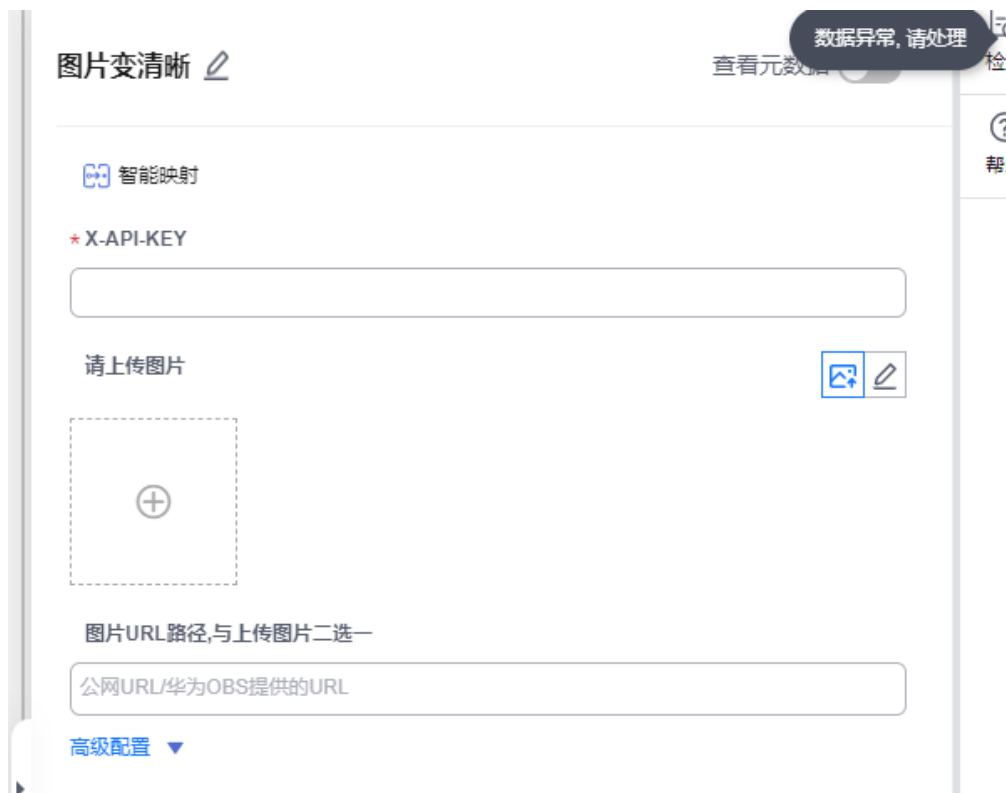 数据异常, 请处理
图片变清晰
查看元数据
检
帮
智能映射
* X-API-KEY
请上传图片
图片URL路径,与上传图片二选一
公网URL/华为OBS提供的URL
高级配置